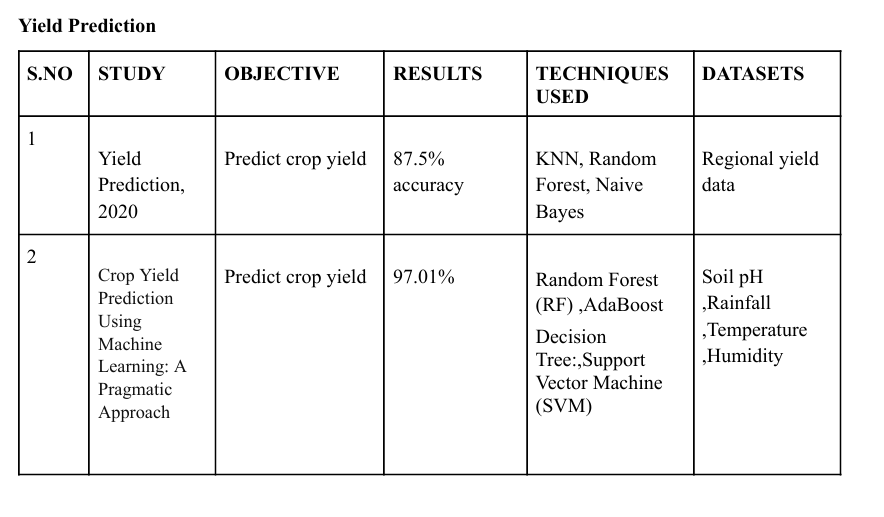 Yield Prediction
S.NO
STUDY
OBJECTIVE
RESULTS
TECHNIQUES
USED
DATASETS
1
Yield
Prediction,
2020
Predict crop yield
87.5%
accuracy
KNN, Random
Forest, Naive
Bayes
Regional yield
data
2
Crop Yield
Prediction
Using
Machine
Learning: A
Pragmatic
Approach
Predict crop yield
97.01%
Random Forest
(RF) ,AdaBoost
Decision
Tree:,Support
Vector Machine
(SVM)
Soil pH
,Rainfall
,Temperature
,Humidity